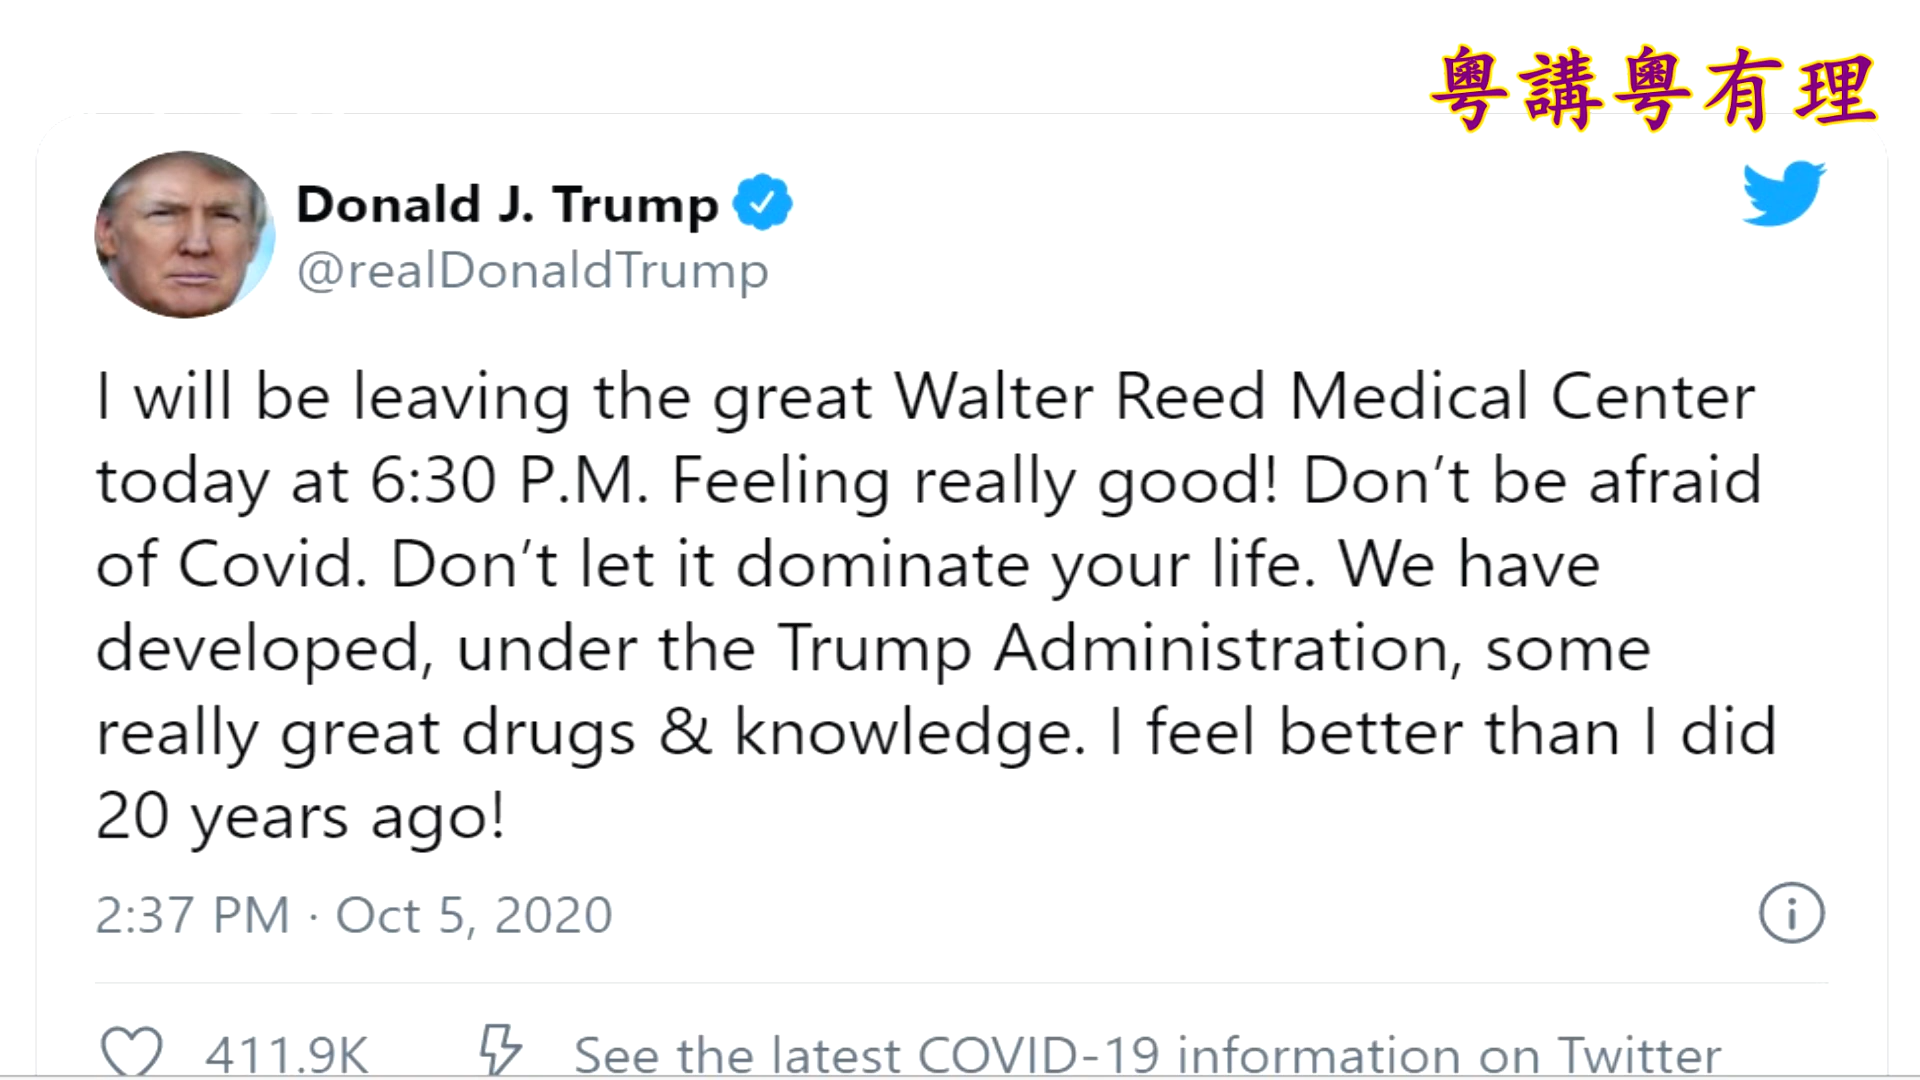 粵講粵有理
Donald J. Trump
@realDonaldTrump
I will be leaving the great Walter Reed Medical Center
today at 6:30 P.M. Feeling really good! Don’t be afraid
of Covid. Don’t let it dominate your life. We have
developed, under the Trump Administration, some
really great drugs & knowledge. I feel better than I did
20 years ago!
2:37 PM · Oct 5, 2020
411.9K See the latest COVID-19 information on Twitter